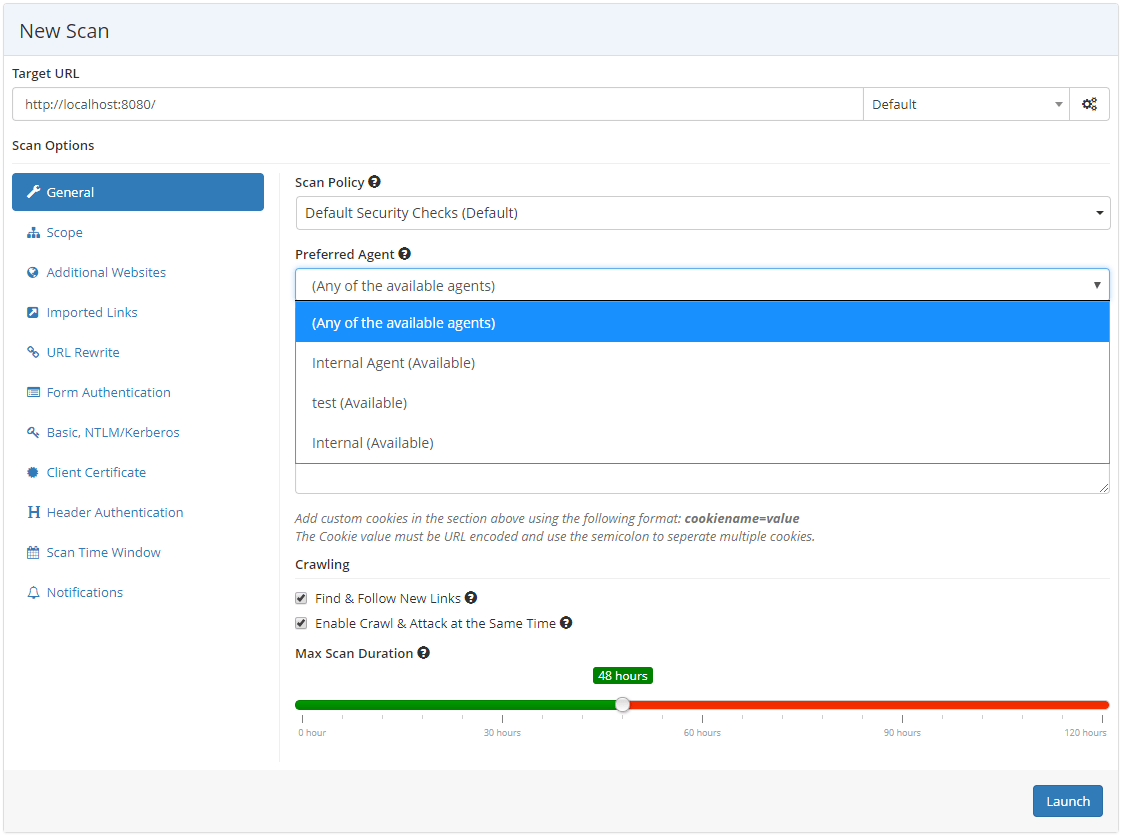 New Scan
Target URL
http://localhost:8080/
Default
Scan Options
General
Scope
Additional Websites
Imported Links
URL Rewrite
Form Authentication
Basic, NTLM/Kerberos
Client Certificate
H Header Authentication
Scan Time Window
Notifications
Scan Policy
Default Security Checks (Default)
Preferred Agent
(Any of the available agents)
(Any of the available agents)
Internal Agent (Available)
test (Available)
Internal (Available)
Add custom cookies in the section above using the following format: cookiename=value
The Cookie value must be URL encoded and use the semicolon to seperate multiple cookies.
Crawling
Find & Follow New Links
Enable Crawl & Attack at the Same Time
Max Scan Duration
48 hours
0 hour 30 hours 60 hours 90 hours 120 hours
Launch